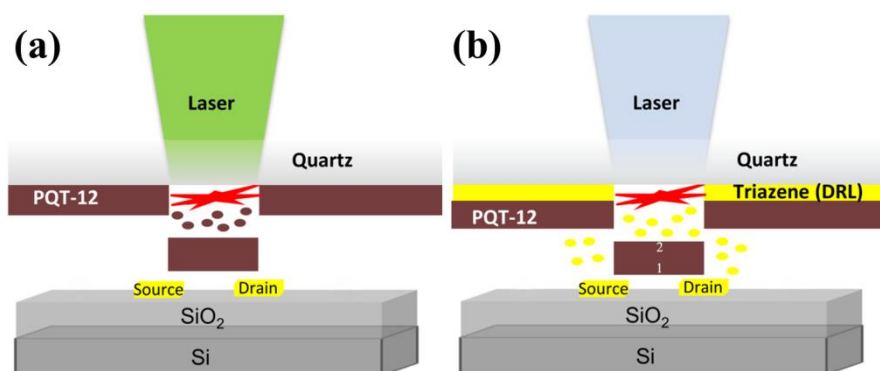 (a)
Laser
Quartz
PQT-12
Source
Drain
SiO₂
Si
(b)
Laser
Quartz
Triazene (DRL)
PQT-12
2
1
Source
Drain
SiO₂
Si